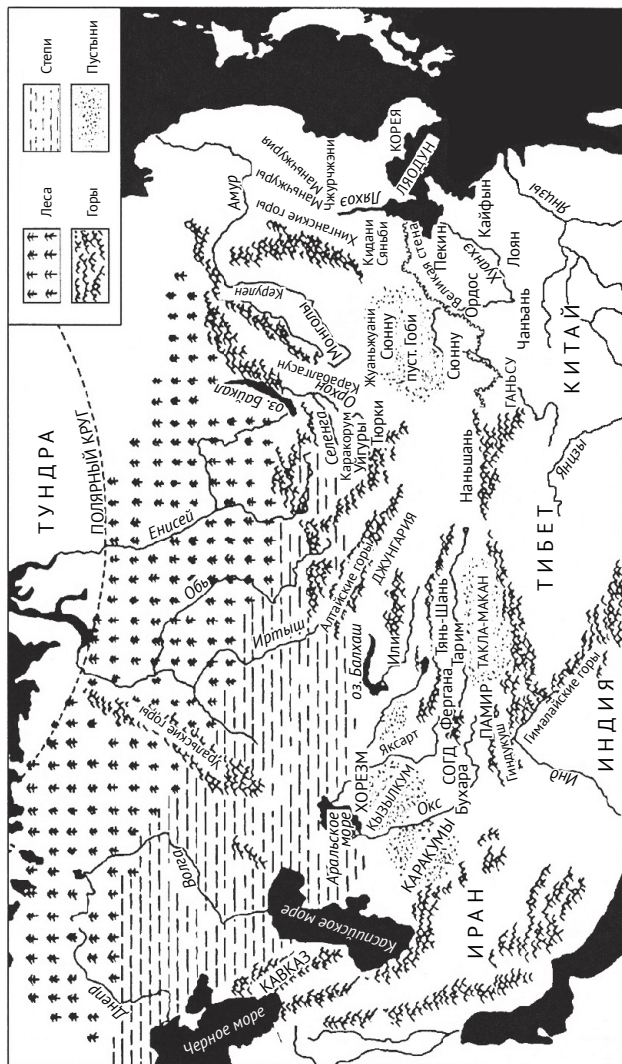 Степи
Пустыни
Леса
Горы
ТУНДРА
ПОЛЯРНЫЙ КРУГ
Енисей
Обь
Иртыш
Уральские горы
Волга
Днепр
Черное море
КАВКАЗ
Каспийское море
Аральское
море
ХОРЕЗМ
КЫЗЫЛКУМ
КАРАКУМЫ
Яксарт
Окс
СОГД
Бухара
Фергана
ИРАН
оз. Балхаш
Или
Алтайские горы
ДЖУНГАРИЯ
Тянь-Шань
Тарим
ТАКЛА-МАКАН
ПАМИР
Гиндукуш
Гималайские горы
Инд
ИНДИЯ
ТИБЕТ
Наньшань
оз. Байкал
Селенга
Орхон
Карабалгасун
Каракорум
Уйгуры
Тюрки
Монголы
Керулен
Амур
Хинганские горы
Маньчжуры
Маньчжурия
Чжурчжэни
Ляохэ
КОРЕЯ
ЛЯОДУН
Кидани
Сяньби
Жуаньжуани
Сюнну
пуст. Гоби
Сюнну
Великая стена
Пекин
Ордос
Хуанхэ
Кайфын
Лоян
Чанъань
ГАНЬСУ
КИТАЙ
Янцзы
Янцзы